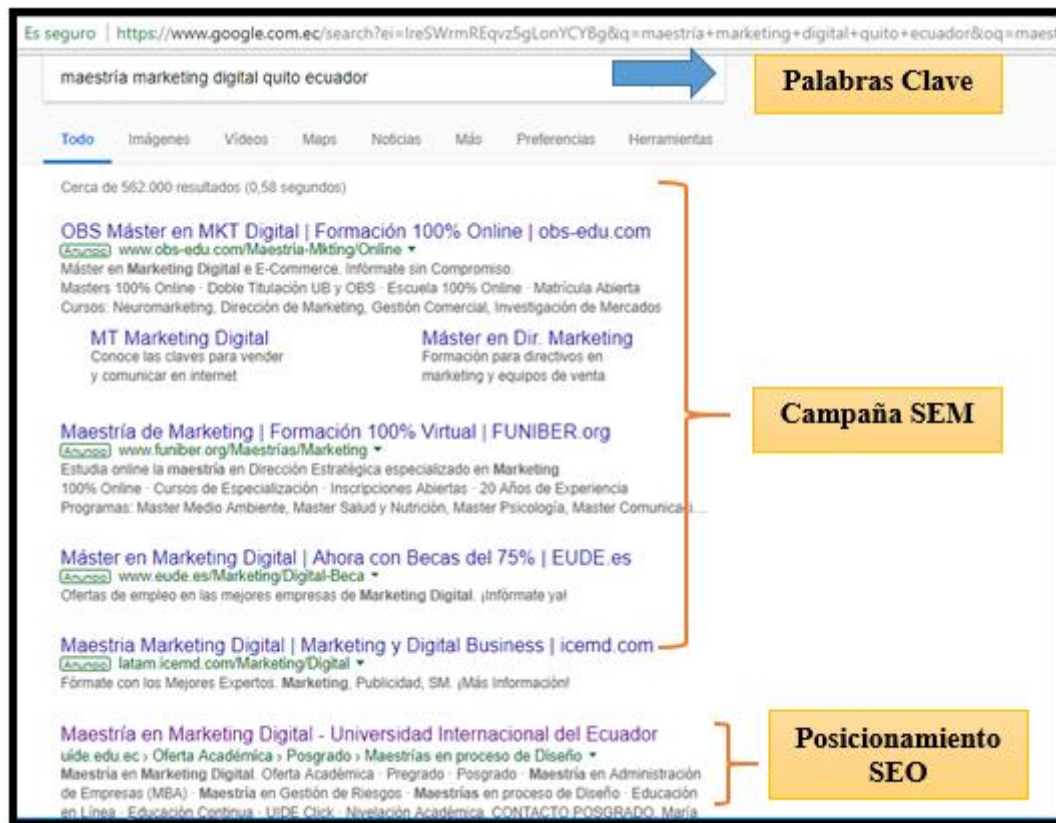 Es seguro | https://www.google.com.ec/search?ei=IreSWrmREqvz5gLonYCYBg&q=maestría+marketing+digital+quito+ecuador&oq=maest
maestría marketing digital quito ecuador
Palabras Clave
Todo Imágenes Vídeos Maps Noticias Más Preferencias Herramientas
Cerca de 562.000 resultados (0,58 segundos)
OBS Máster en MKT Digital | Formación 100% Online | obs-edu.com
Anuncio www.obs-edu.com/Maestria-Mkting/Online
Máster en Marketing Digital e E-Commerce. Infórmate sin Compromiso.
Masters 100% Online · Doble Titulación UB y OBS · Escuela 100% Online · Matrícula Abierta
Cursos: Neuromarketing, Dirección de Marketing, Gestión Comercial, Investigación de Mercados
MT Marketing Digital
Conoce las claves para vender
y comunicar en internet
Máster en Dir. Marketing
Formación para directivos en
marketing y equipos de venta
Campaña SEM
Maestría de Marketing | Formación 100% Virtual | FUNIBER.org
Anuncio www.funiber.org/Maestrías/Marketing
Estudia online la maestría en Dirección Estratégica especializado en Marketing
100% Online · Cursos de Especialización · Inscripciones Abiertas · 20 Años de Experiencia
Programas: Master Medio Ambiente, Master Salud y Nutrición, Master Psicología, Master Comunicaci...
Máster en Marketing Digital | Ahora con Becas del 75% | EUDE.es
Anuncio www.eude.es/Marketing/Digital-Beca
Ofertas de empleo en las mejores empresas de Marketing Digital. ¡Infórmate ya!
Maestria Marketing Digital | Marketing y Digital Business | icemd.com
Anuncio latam.icemd.com/Marketing/Digital
Fórmate con los Mejores Expertos. Marketing, Publicidad, SM. ¡Más Información!
Maestría en Marketing Digital - Universidad Internacional del Ecuador
uide.edu.ec › Oferta Académica › Posgrado › Maestrías en proceso de Diseño
Maestría en Marketing Digital. Oferta Académica · Pregrado · Posgrado · Maestría en Administración
de Empresas (MBA) · Maestría en Gestión de Riesgos · Maestrías en proceso de Diseño · Educación
en Línea · Educación Continua · UIDE Click · Nivelación Académica. CONTACTO POSGRADO. María
Posicionamiento
SEO